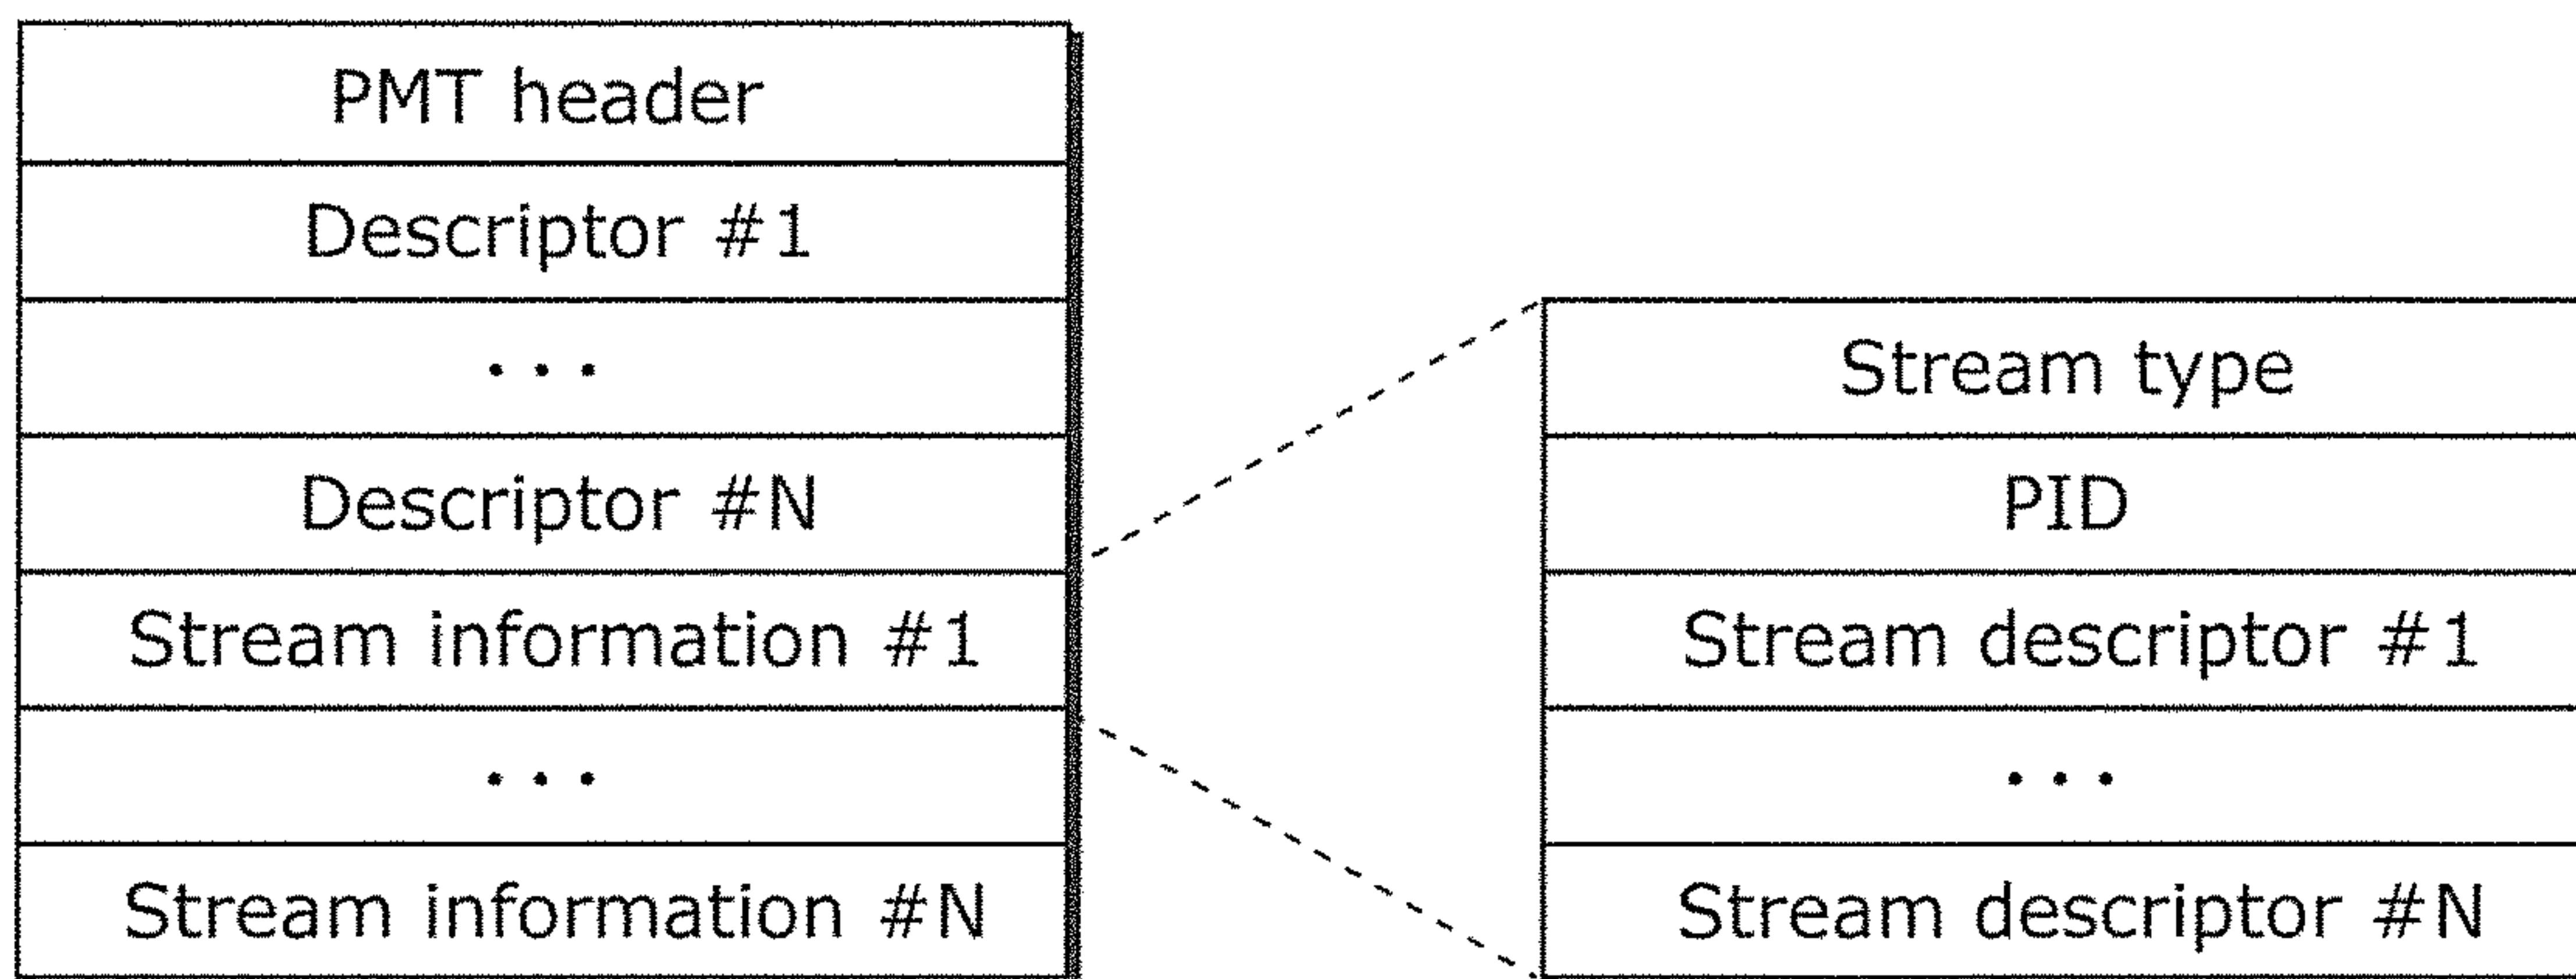 PMT header
Descriptor #1
...
Descriptor #N
Stream information #1
...
Stream information #N
Stream type
PID
Stream descriptor #1
...
Stream descriptor #N